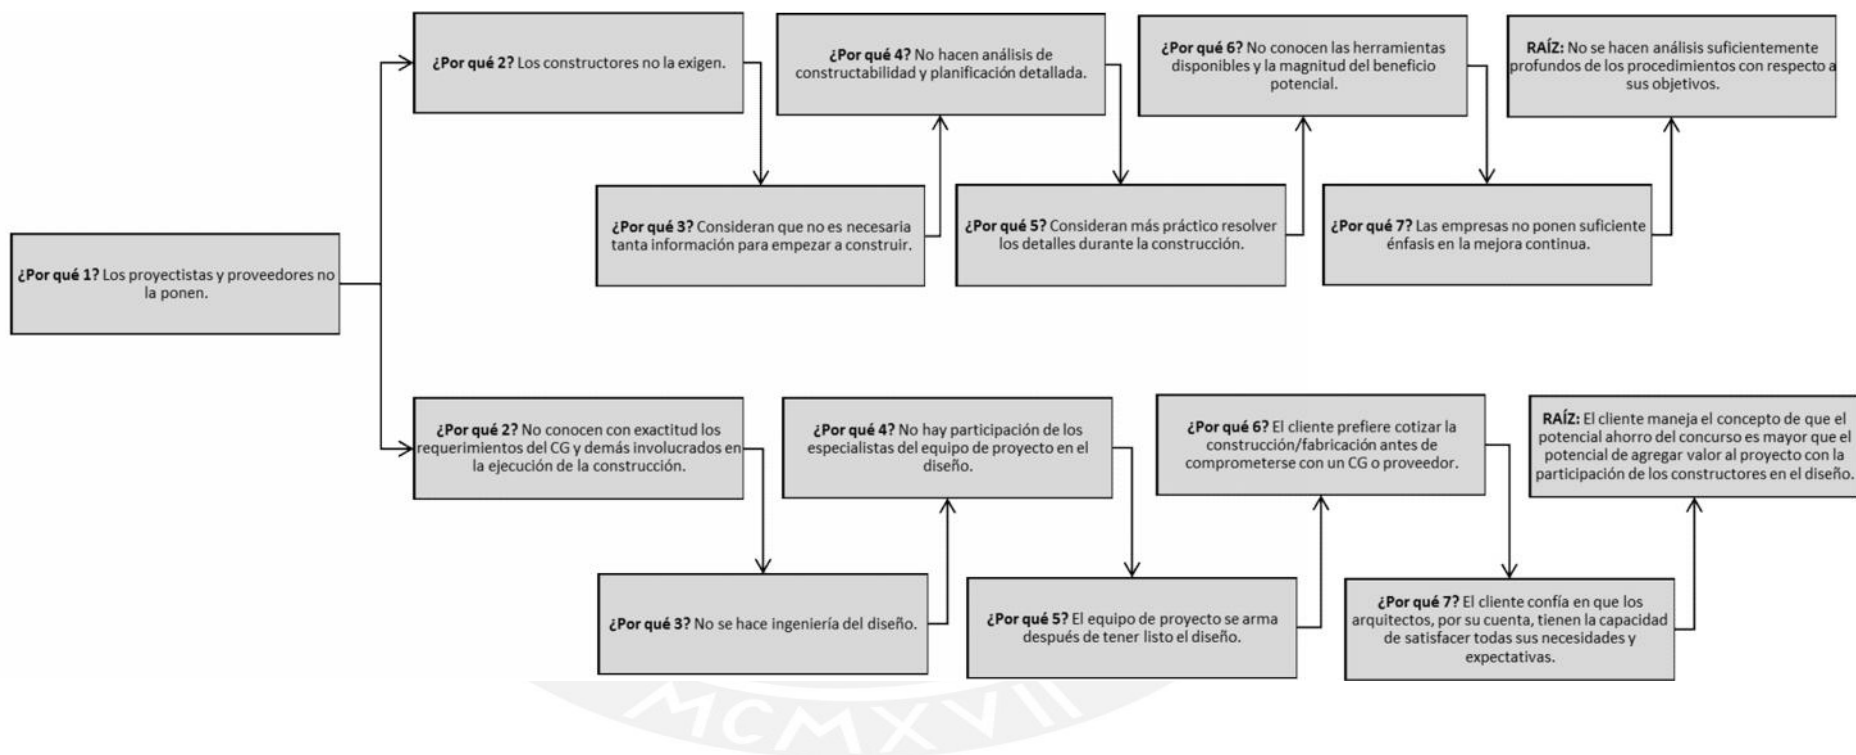 ¿Por qué 1? Los proyectistas y proveedores no
la ponen.
¿Por qué 2? Los constructores no la exigen.
¿Por qué 3? Consideran que no es necesaria
tanta información para empezar a construir.
¿Por qué 4? No hacen análisis de
constructabilidad y planificación detallada.
¿Por qué 5? Consideran más práctico resolver
los detalles durante la construcción.
¿Por qué 6? No conocen las herramientas
disponibles y la magnitud del beneficio
potencial.
¿Por qué 7? Las empresas no ponen suficiente
énfasis en la mejora continua.
RAÍZ: No se hacen análisis suficientemente
profundos de los procedimientos con respecto a
sus objetivos.
¿Por qué 2? No conocen con exactitud los
requerimientos del CG y demás involucrados en
la ejecución de la construcción.
¿Por qué 3? No se hace ingeniería del diseño.
¿Por qué 4? No hay participación de los
especialistas del equipo de proyecto en el
diseño.
¿Por qué 5? El equipo de proyecto se arma
después de tener listo el diseño.
¿Por qué 6? El cliente prefiere cotizar la
construcción/fabricación antes de
comprometerse con un CG o proveedor.
¿Por qué 7? El cliente confía en que los
arquitectos, por su cuenta, tienen la capacidad
de satisfacer todas sus necesidades y
expectativas.
RAÍZ: El cliente maneja el concepto de que el
potencial ahorro del concurso es mayor que el
potencial de agregar valor al proyecto con la
participación de los constructores en el diseño.
MCMXVII